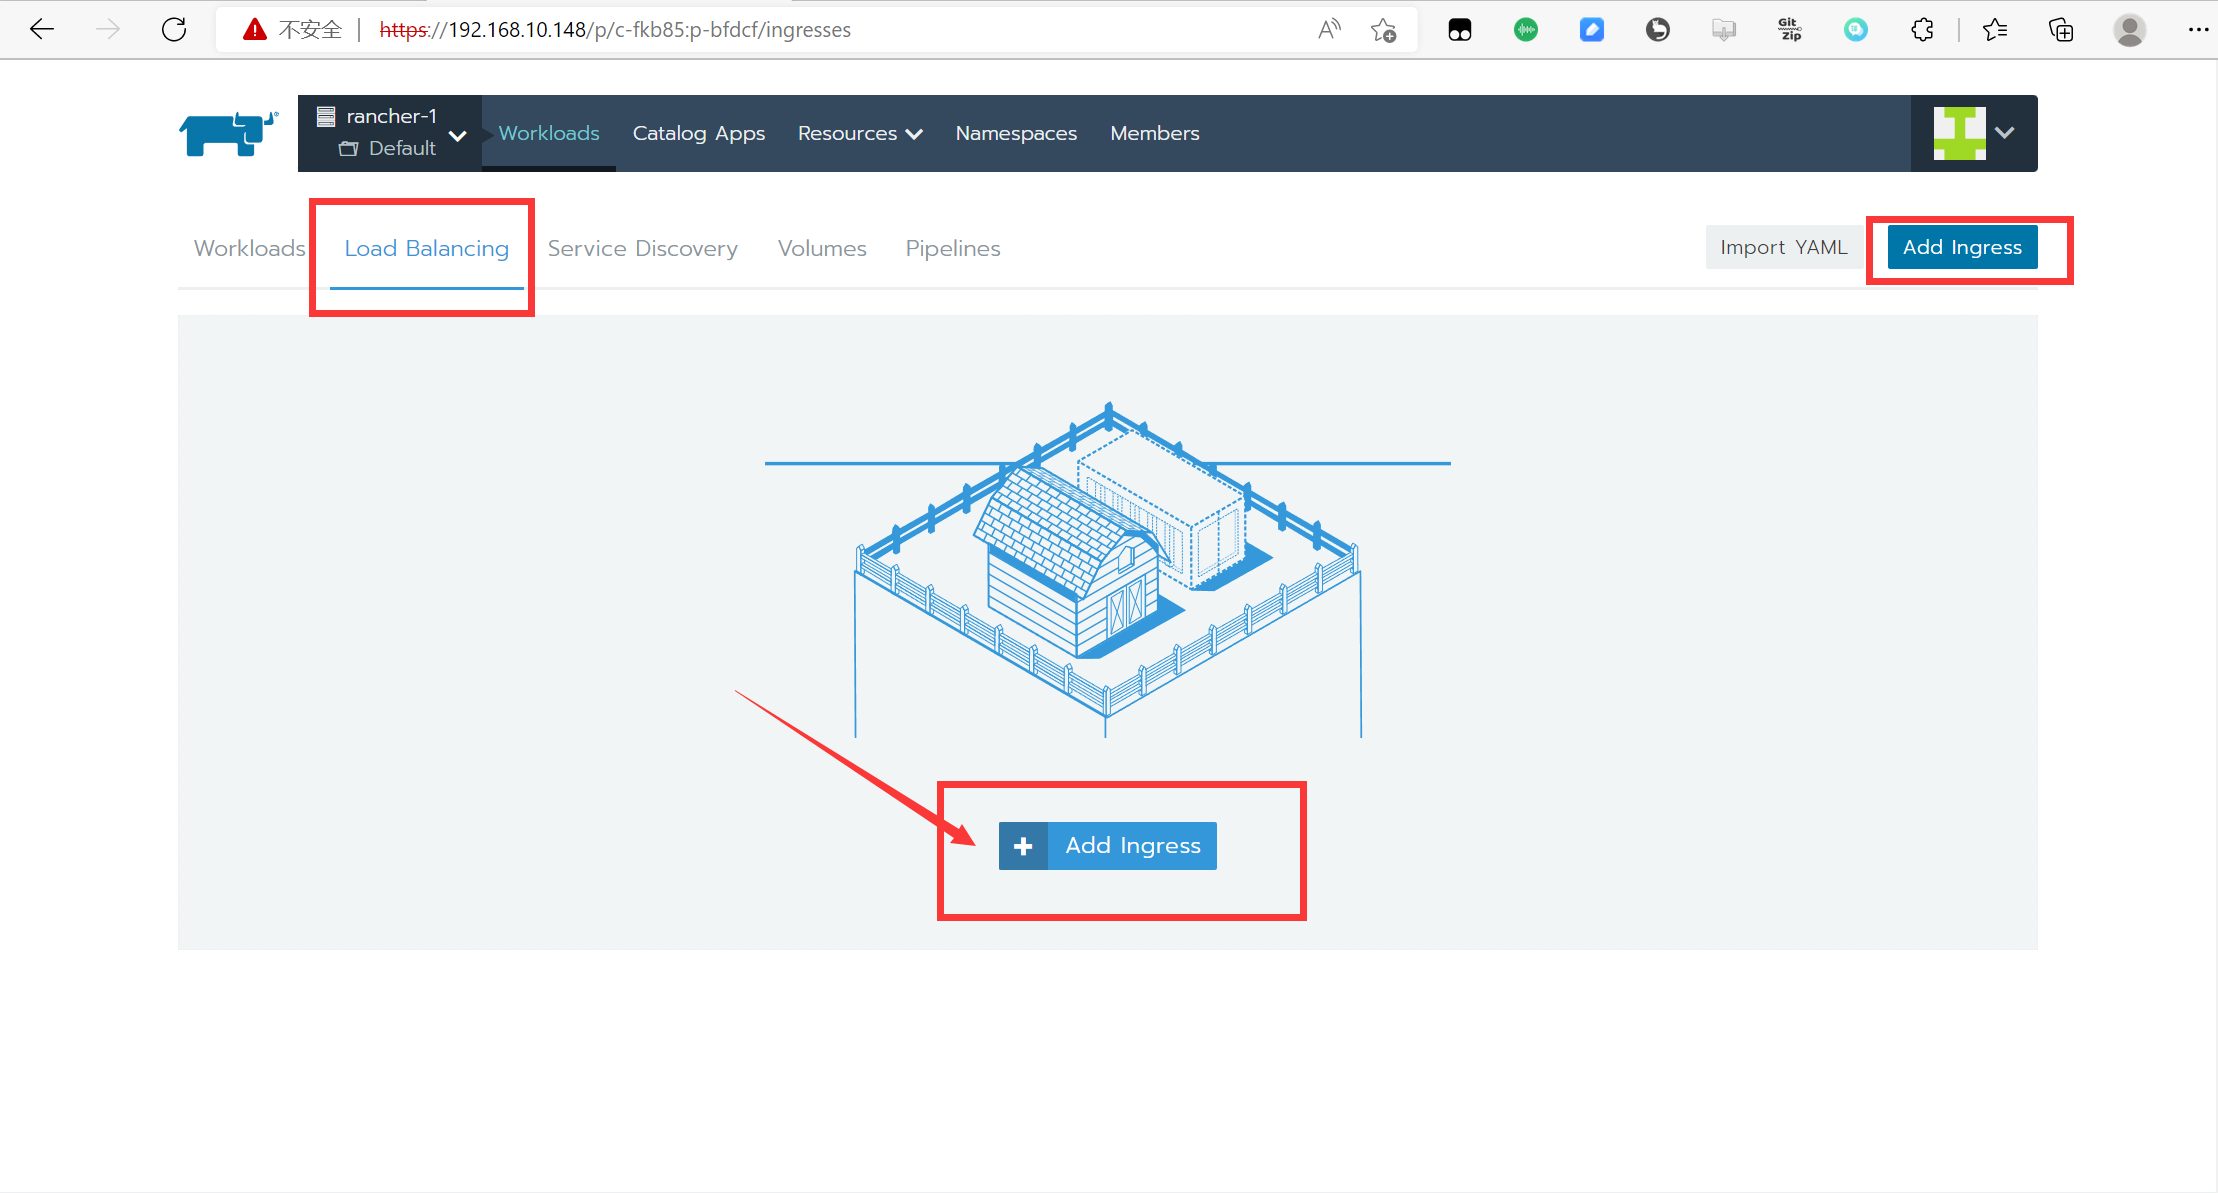 不安全 https://192.168.10.148/p/c-fkb85:p-bfdcf/ingresses
Git Zip
rancher-1
Default
Workloads Catalog Apps Resources Namespaces Members
Workloads Load Balancing Service Discovery Volumes Pipelines Import YAML Add Ingress
Add Ingress